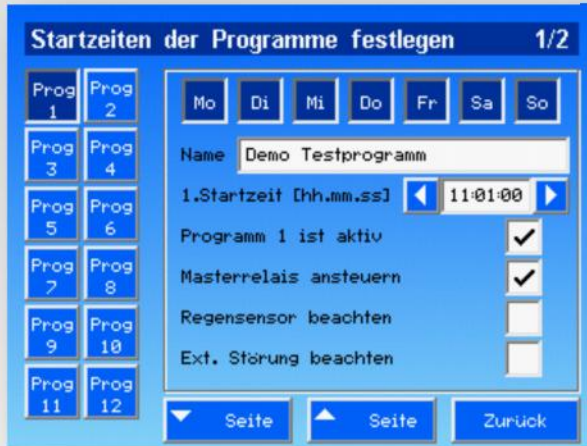 Startzeiten der Programme festlegen 1/2
Prog 1
Prog 2
Prog 3
Prog 4
Prog 5
Prog 6
Prog 7
Prog 8
Prog 9
Prog 10
Prog 11
Prog 12
Mo Di Mi Do Fr Sa So
Name Demo Testprogramm
1.Startzeit [hh.mm.ss] 11:01:00
Programm 1 ist aktiv
Masterrelais ansteuern
Regensensor beachten
Ext. Störung beachten
Seite Seite Zurück